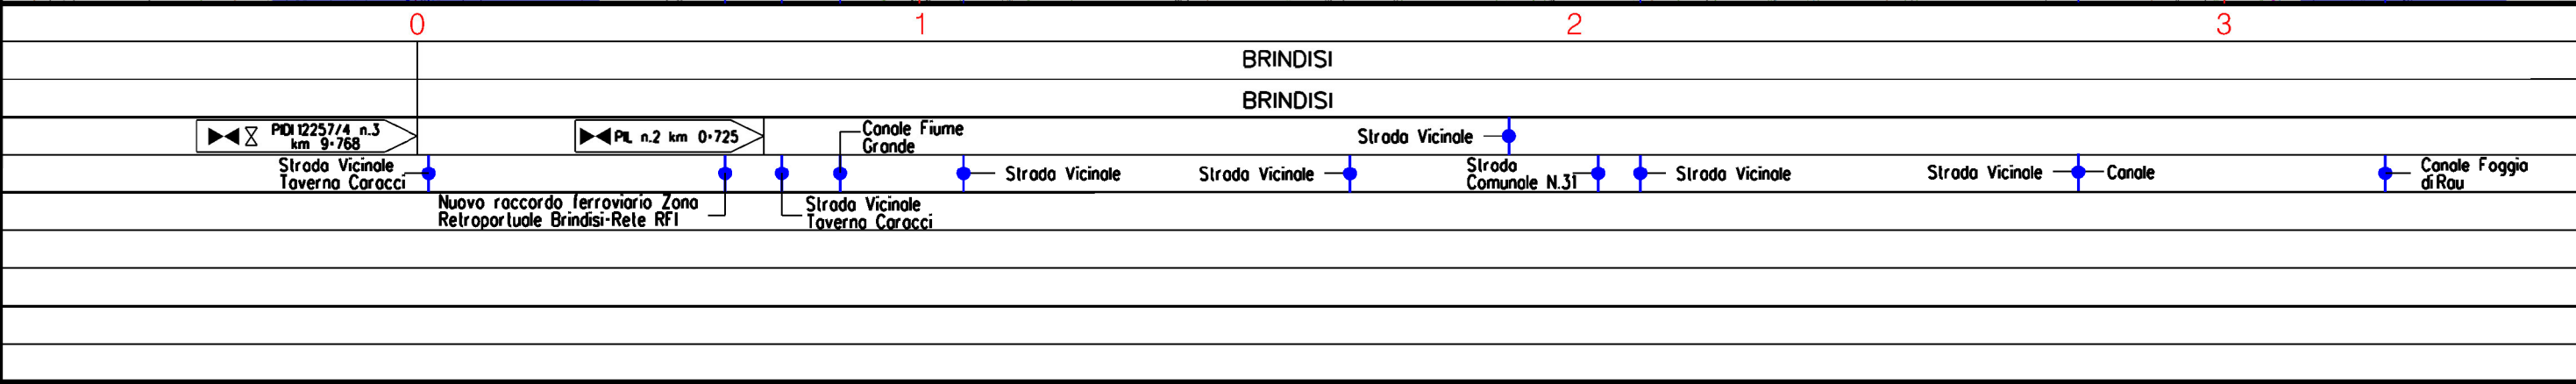 0 1 2 3
BRINDISI
BRINDISI
PIDI 12257/4 n.3
km 9+768
PIL n.2 km 0+725
Canale Fiume
Grande
Strada Vicinale
Strada Vicinale
Taverna Caracci
Strada Vicinale
Strada Vicinale
Strada
Comunale N.31
Strada Vicinale
Strada Vicinale
Canale
Canale Foggia
di Rau
Nuovo raccordo ferroviario Zona
Retroportuale Brindisi-Rete RFI
Strada Vicinale
Taverna Caracci